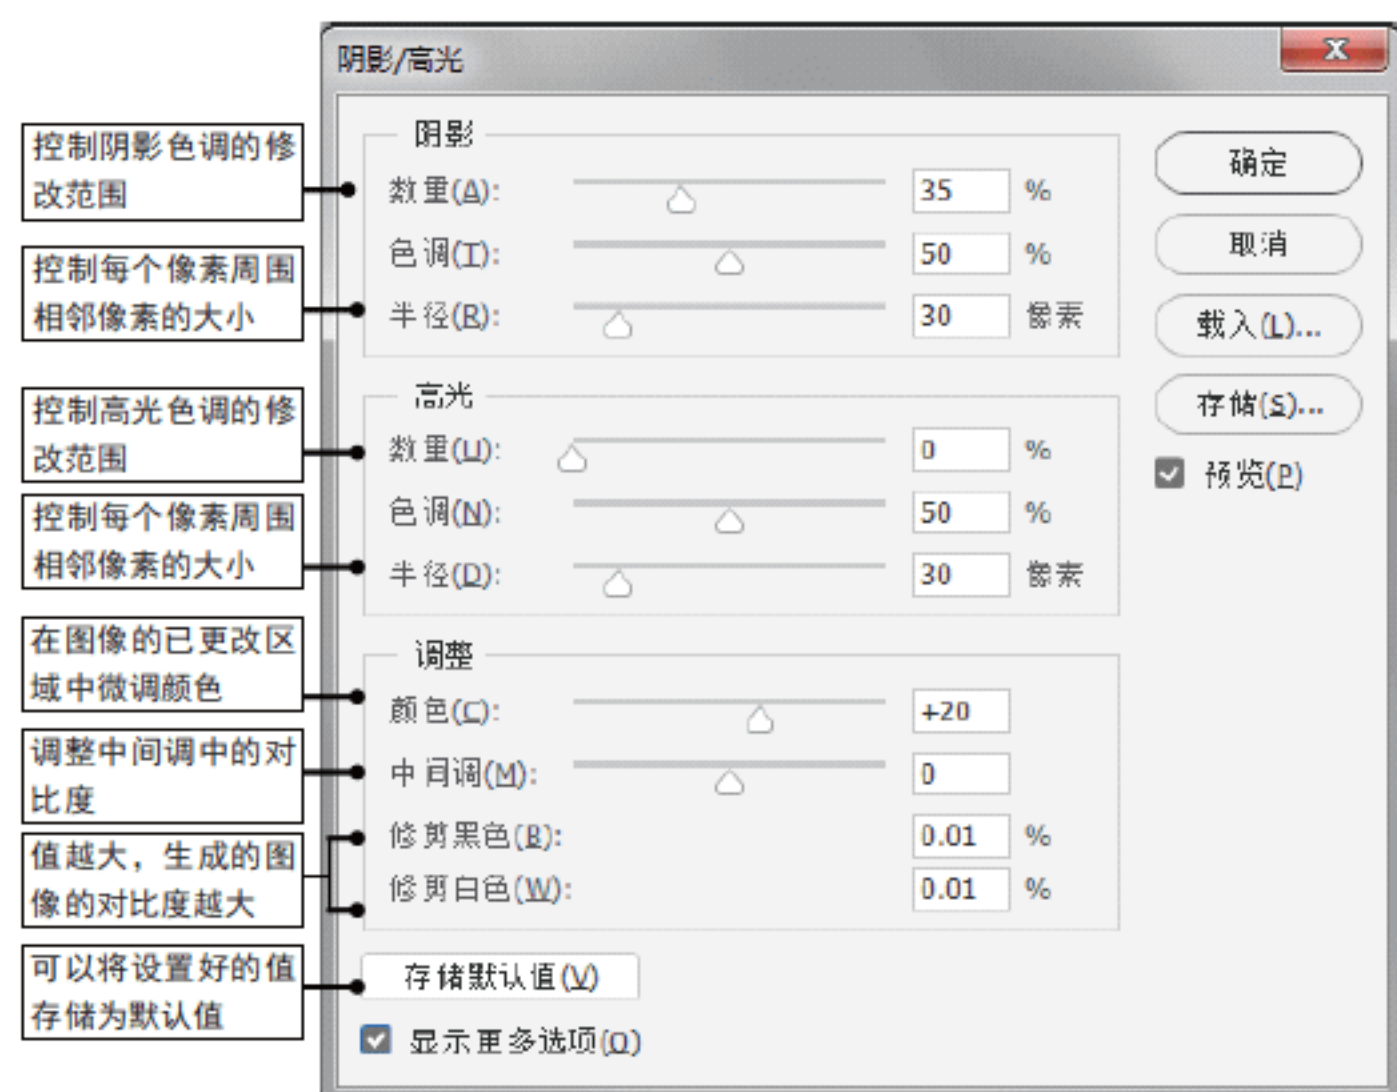 阴影/高光
x
控制阴影色调的修
改范围
控制每个像素周围
相邻像素的大小
控制高光色调的修
改范围
控制每个像素周围
相邻像素的大小
在图像的已更改区
域中微调颜色
调整中间调中的对
比度
值越大，生成的图
像的对比度越大
可以将设置好的值
存储为默认值
阴影
数量(A): 35 %
色调(T): 50 %
半径(R): 30 像素
高光
数量(U): 0 %
色调(N): 50 %
半径(D): 30 像素
调整
颜色(C): +20
中间调(M): 0
修剪黑色(B): 0.01 %
修剪白色(W): 0.01 %
存储默认值(V)
显示更多选项(O)
确定
取消
载入(L)...
存储(S)...
预览(P)